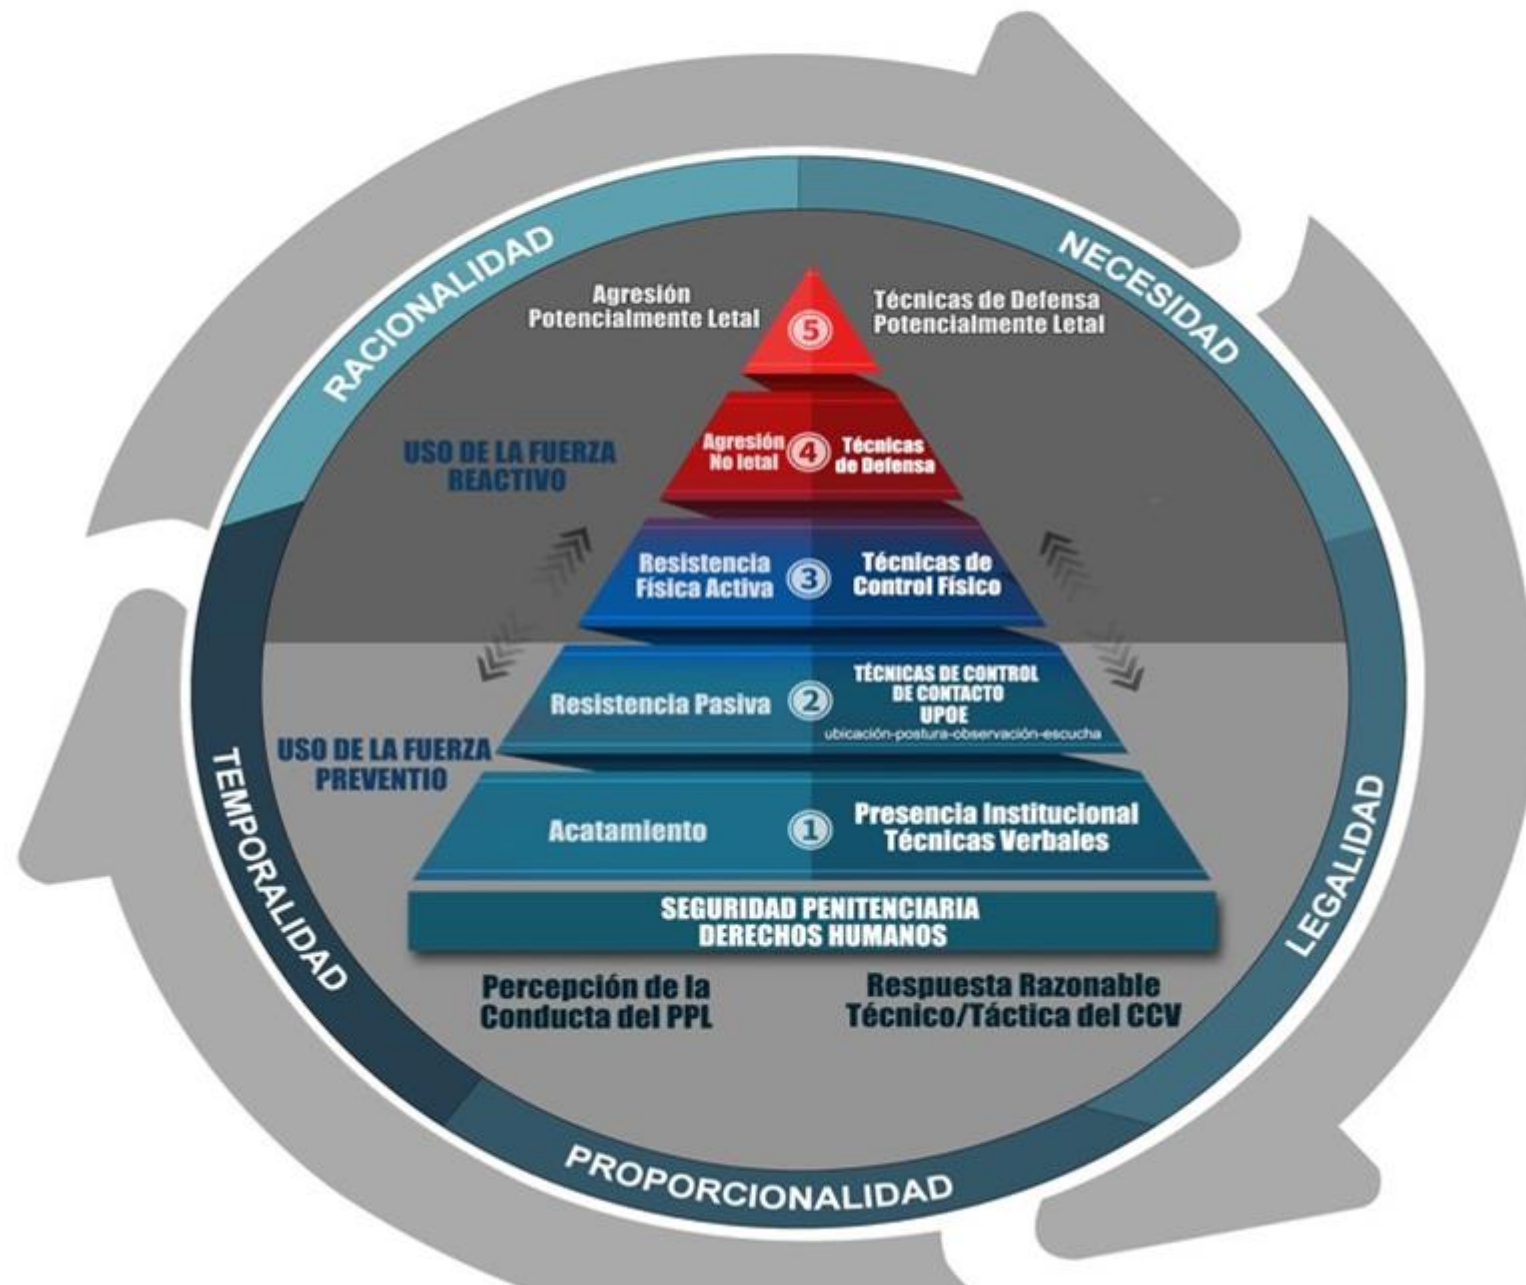 RACIONALIDAD
NECESIDAD
Agresión
Potencialmente Letal
5
Técnicas de Defensa
Potencialmente Letal
USO DE LA FUERZA
REACTIVO
Agresión
No letal
4
Técnicas
de Defensa
Resistencia
Física Activa
3
Técnicas de
Control Físico
Resistencia Pasiva
2
TÉCNICAS DE CONTROL
DE CONTACTO
UPOE
ubicación-postura-observación-escucha
USO DE LA FUERZA
PREVENTIO
Acatamiento
1
Presencia Institucional
Técnicas Verbales
TEMPORALIDAD
LEGALIDAD
SEGURIDAD PENITENCIARIA
DERECHOS HUMANOS
Percepción de la
Conducta del PPL
Respuesta Razonable
Técnico/Táctica del CCV
PROPORCIONALIDAD